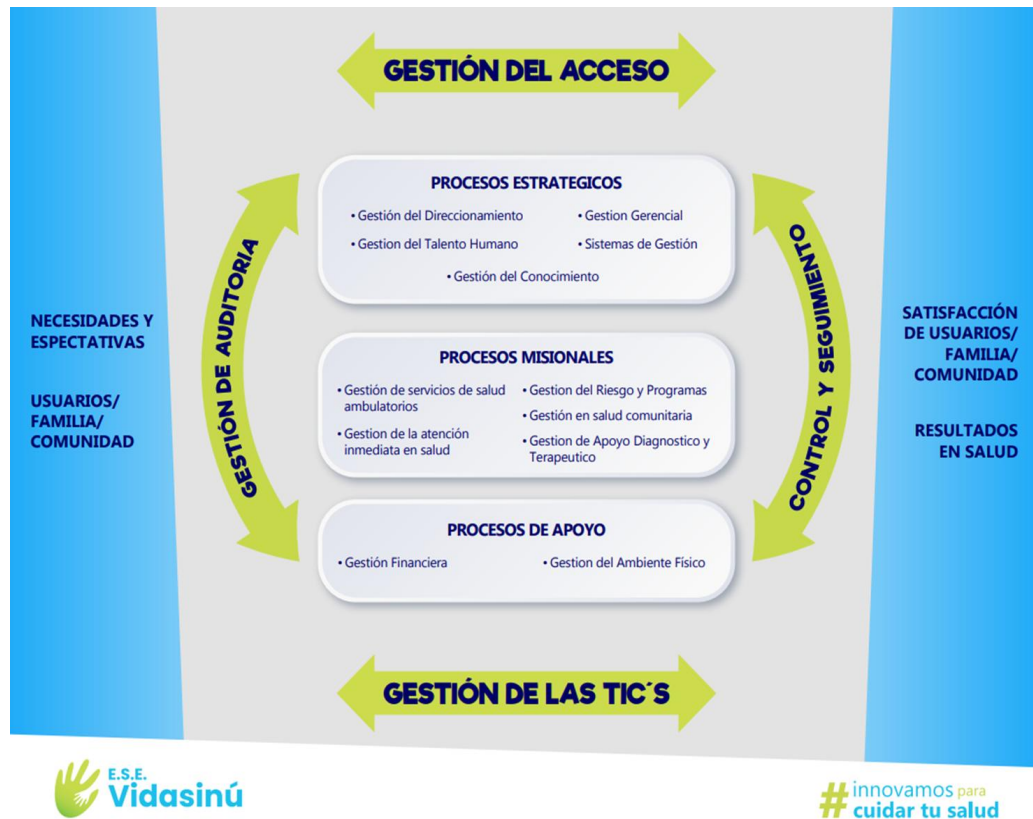 GESTIÓN DEL ACCESO
NECESIDADES Y
ESPECTATIVAS
USUARIOS/
FAMILIA/
COMUNIDAD
GESTIÓN DE AUDITORIA
PROCESOS ESTRATEGICOS
• Gestión del Direccionamiento
• Gestion Gerencial
• Gestion del Talento Humano
• Sistemas de Gestión
• Gestión del Conocimiento
PROCESOS MISIONALES
• Gestión de servicios de salud
ambulatorios
• Gestion de la atención
inmediata en salud
• Gestion del Riesgo y Programas
• Gestión en salud comunitaria
• Gestion de Apoyo Diagnostico y
Terapeutico
PROCESOS DE APOYO
• Gestión Financiera
• Gestion del Ambiente Físico
CONTROL Y SEGUIMIENTO
SATISFACCIÓN
DE USUARIOS/
FAMILIA/
COMUNIDAD
RESULTADOS
EN SALUD
GESTIÓN DE LAS TIC´S
E.S.E.
Vidasinú
# innovamos para
cuidar tu salud